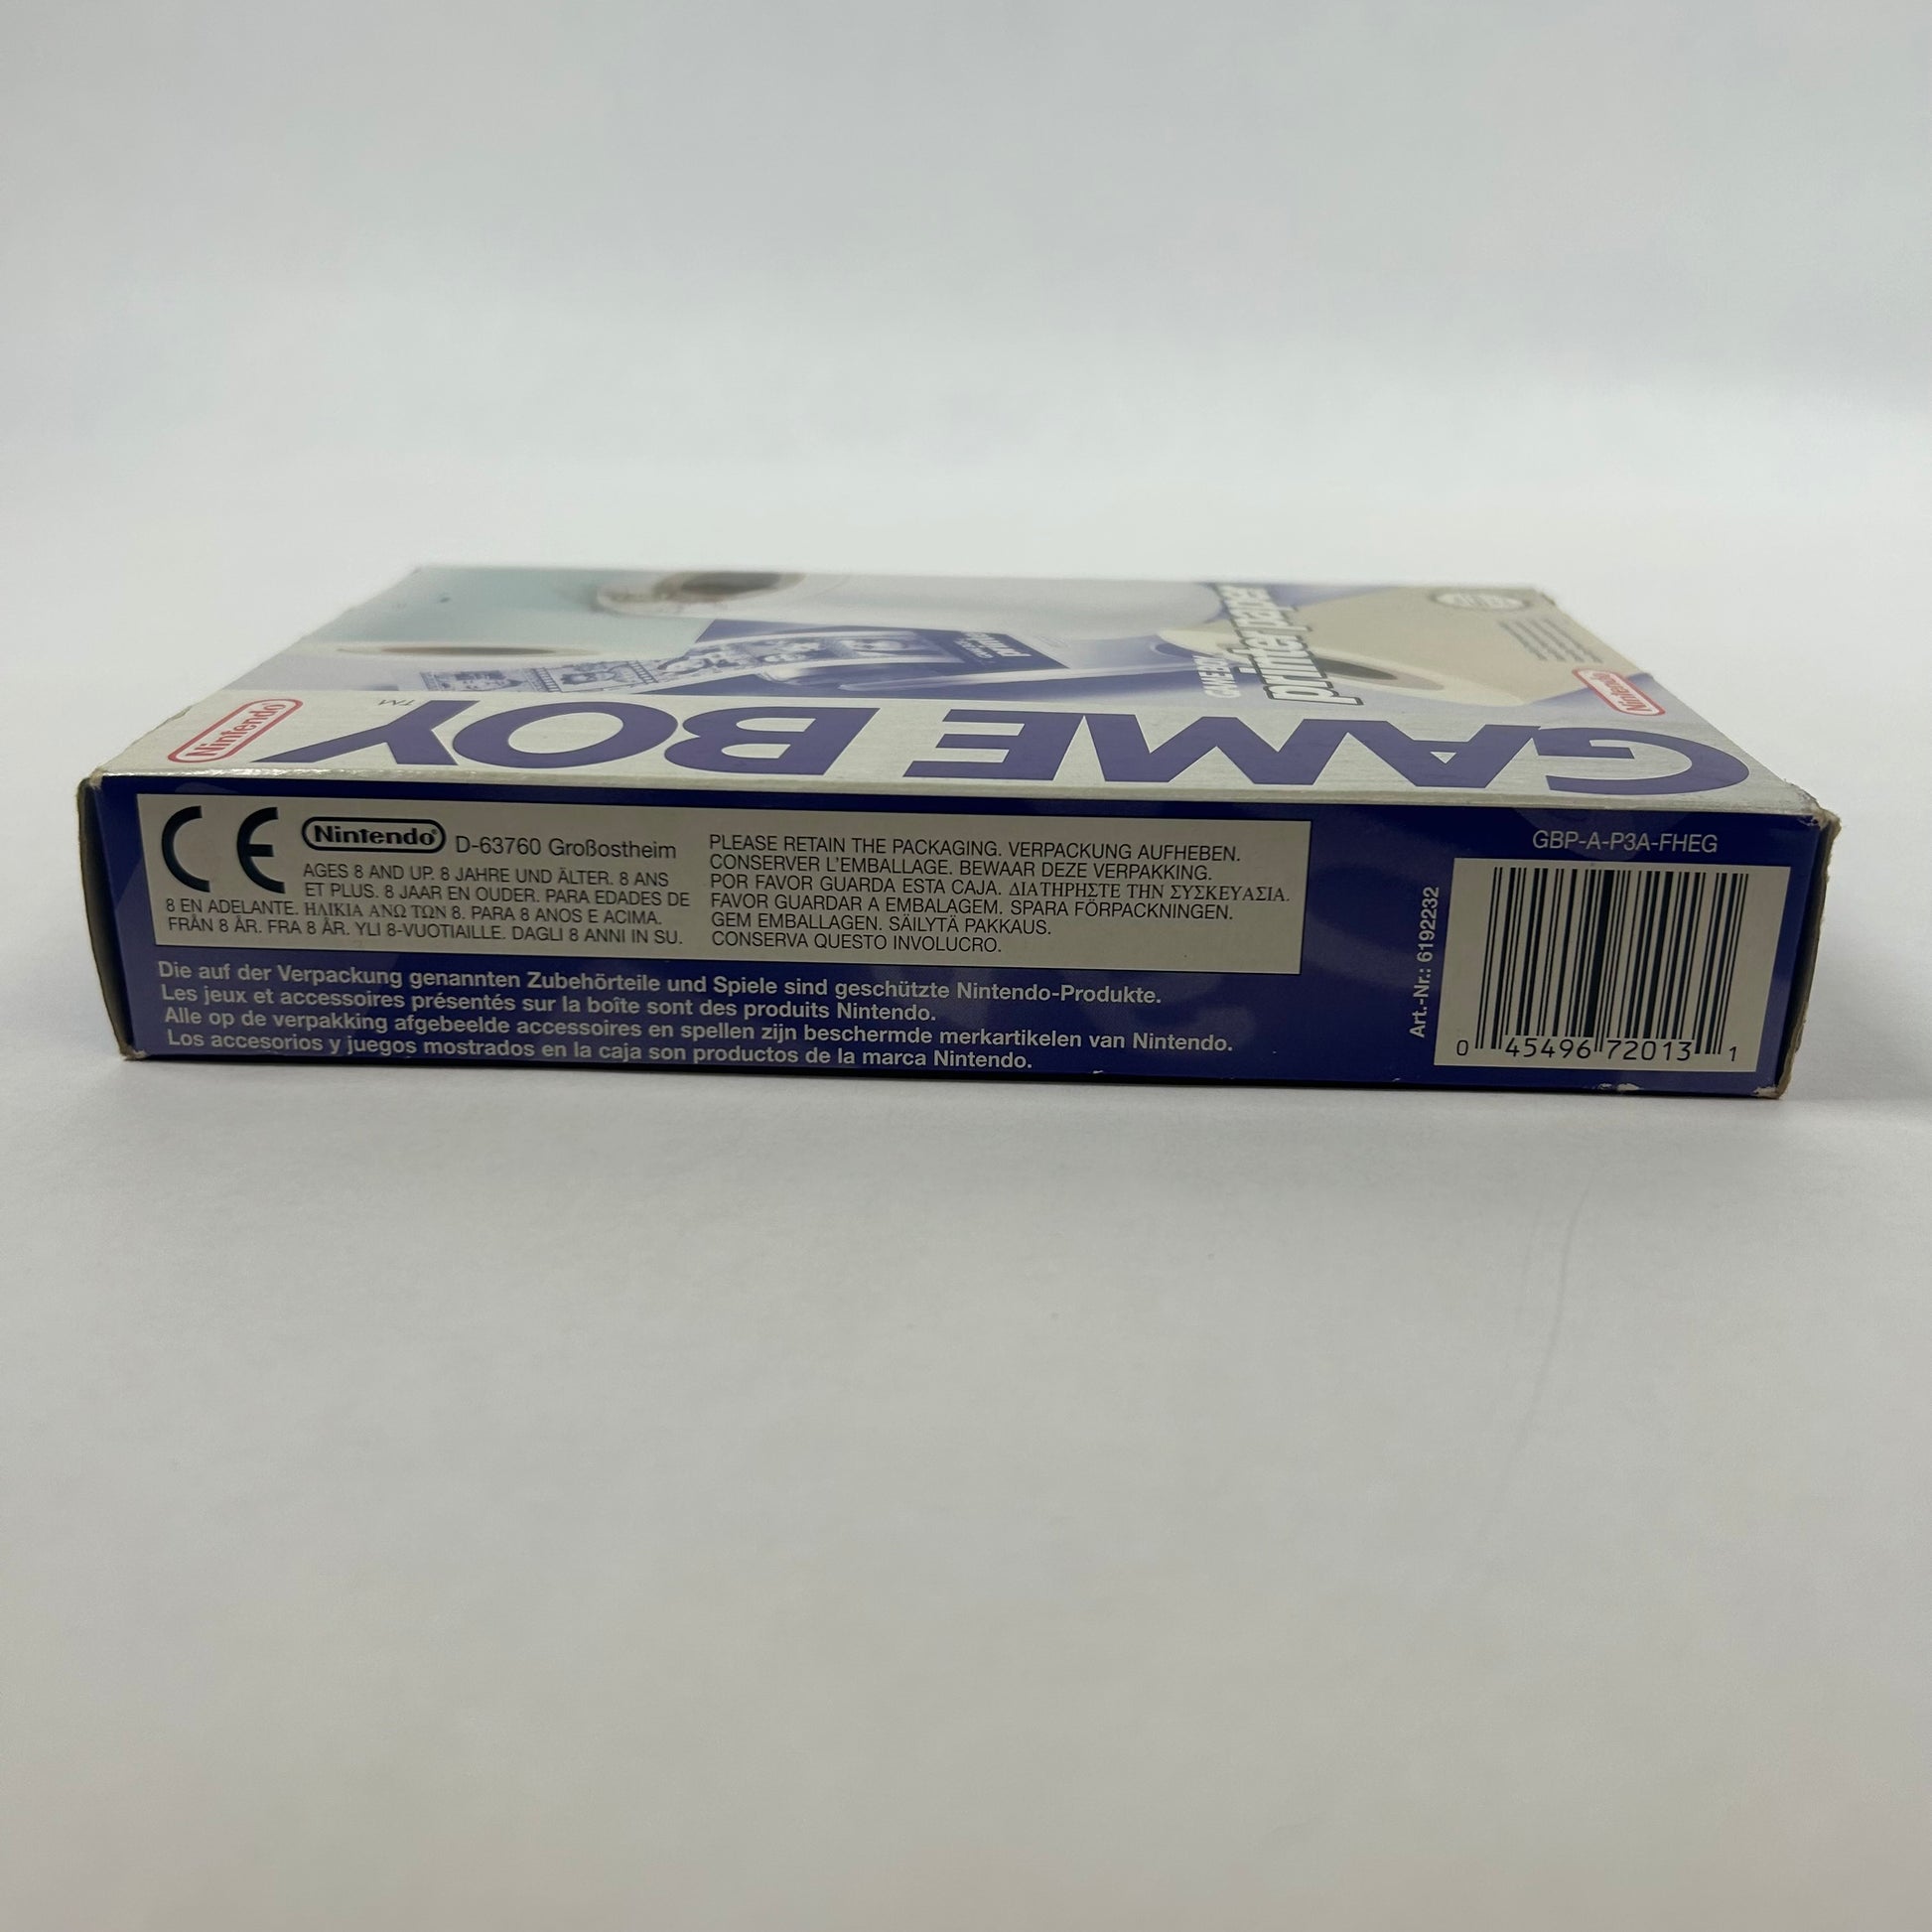 GAME BOY
printer paper
Nintendo
Nintendo
GAME BOY™
Nintendo® D-63760 Großostheim
AGES 8 AND UP. 8 JAHRE UND ÄLTER. 8 ANS
ET PLUS. 8 JAAR EN OUDER. PARA EDADES DE
8 EN ADELANTE. ΗΛΙΚΙΑ ΑΝΩ ΤΩΝ 8. PARA 8 ANOS E ACIMA.
FRÅN 8 ÅR. FRA 8 ÅR. YLI 8-VUOTIAILLE. DAGLI 8 ANNI IN SU.
PLEASE RETAIN THE PACKAGING. VERPACKUNG AUFHEBEN.
CONSERVER L'EMBALLAGE. BEWAAR DEZE VERPAKKING.
POR FAVOR GUARDA ESTA CAJA. ΔΙΑΤΗΡΗΣΤΕ ΤΗΝ ΣΥΣΚΕΥΑΣΙΑ.
FAVOR GUARDAR A EMBALAGEM. SPARA FÖRPACKNINGEN.
GEM EMBALLAGEN. SÄILYTÄ PAKKAUS.
CONSERVA QUESTO INVOLUCRO.
Die auf der Verpackung genannten Zubehörteile und Spiele sind geschützte Nintendo-Produkte.
Les jeux et accessoires présentés sur la boîte sont des produits Nintendo.
Alle op de verpakking afgebeelde accessoires en spellen zijn beschermde merkartikelen van Nintendo.
Los accesorios y juegos mostrados en la caja son productos de la marca Nintendo.
GBP-A-P3A-FHEG
Art.-Nr.: 6192232
0 45496 72013 1